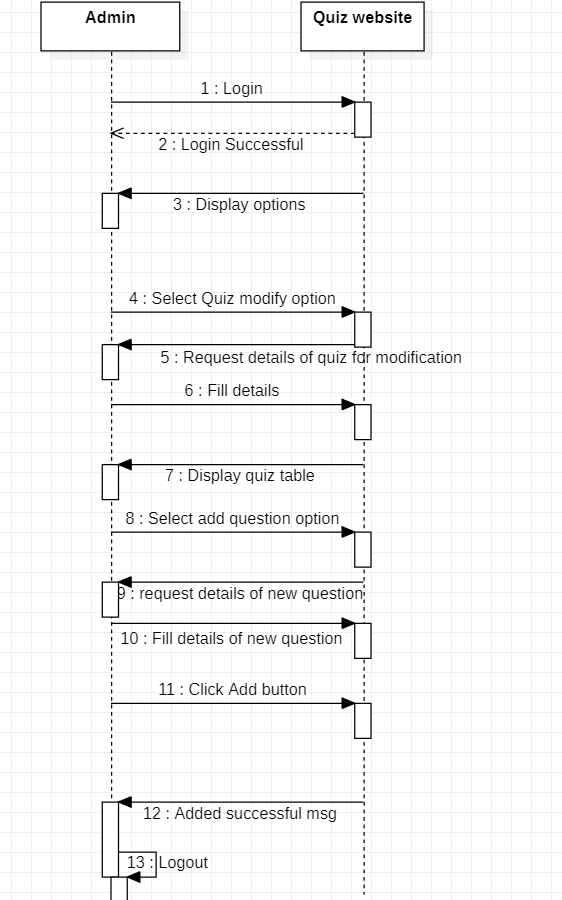 Admin
Quiz website
1 : Login
2 : Login Successful
3 : Display options
4 : Select Quiz modify option
5 : Request details of quiz for modification
6 : Fill details
7 : Display quiz table
8 : Select add question option
9 : request details of new question
10 : Fill details of new question
11 : Click Add button
12 : Added successful msg
13 : Logout